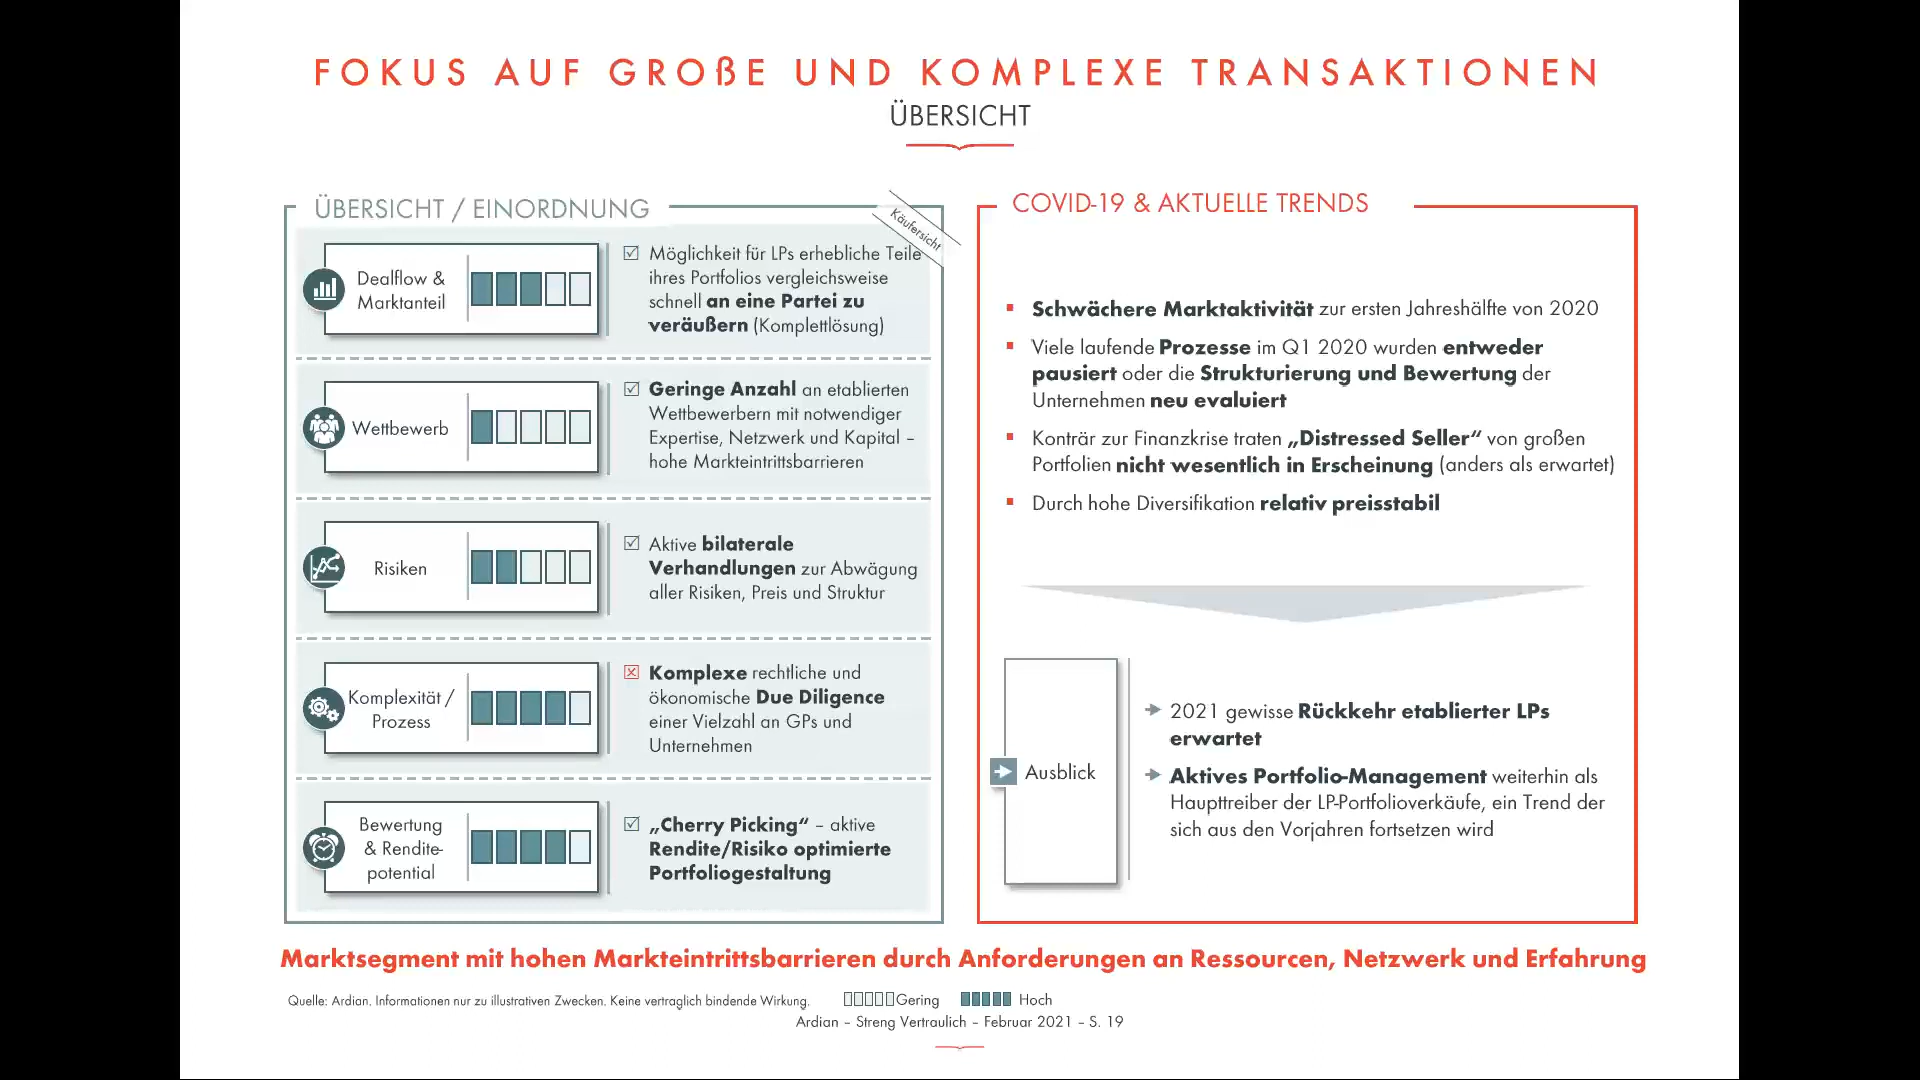 FOKUS AUF GROßE UND KOMPLEXE TRANSAKTIONEN
ÜBERSICHT
ÜBERSICHT / EINORDNUNG
Käufersicht
Dealflow &
Marktanteil
Möglichkeit für LPs erhebliche Teile
ihres Portfolios vergleichsweise
schnell an eine Partei zu
veräußern (Komplettlösung)
Wettbewerb
Geringe Anzahl an etablierten
Wettbewerbern mit notwendiger
Expertise, Netzwerk und Kapital –
hohe Markteintrittsbarrieren
Risiken
Aktive bilaterale
Verhandlungen zur Abwägung
aller Risiken, Preis und Struktur
Komplexität /
Prozess
Komplexe rechtliche und
ökonomische Due Diligence
einer Vielzahl an GPs und
Unternehmen
Bewertung
& Rendite-
potential
„Cherry Picking“ – aktive
Rendite/Risiko optimierte
Portfoliogestaltung
COVID-19 & AKTUELLE TRENDS
Schwächere Marktaktivität zur ersten Jahreshälfte von 2020
Viele laufende Prozesse im Q1 2020 wurden entweder
pausiert oder die Strukturierung und Bewertung der
Unternehmen neu evaluiert
Konträr zur Finanzkrise traten „Distressed Seller“ von großen
Portfolien nicht wesentlich in Erscheinung (anders als erwartet)
Durch hohe Diversifikation relativ preisstabil
Ausblick
2021 gewisse Rückkehr etablierter LPs
erwartet
Aktives Portfolio-Management weiterhin als
Haupttreiber der LP-Portfolioverkäufe, ein Trend der
sich aus den Vorjahren fortsetzen wird
Marktsegment mit hohen Markteintrittsbarrieren durch Anforderungen an Ressourcen, Netzwerk und Erfahrung
Quelle: Ardian. Informationen nur zu illustrativen Zwecken. Keine vertraglich bindende Wirkung.
Gering
Hoch
Ardian – Streng Vertraulich – Februar 2021 – S. 19